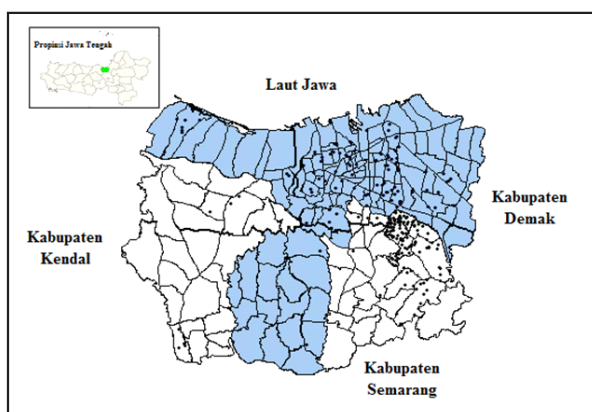 Propinsi Jawa Tengah
Laut Jawa
Kabupaten
Demak
Kabupaten
Kendal
Kabupaten
Semarang